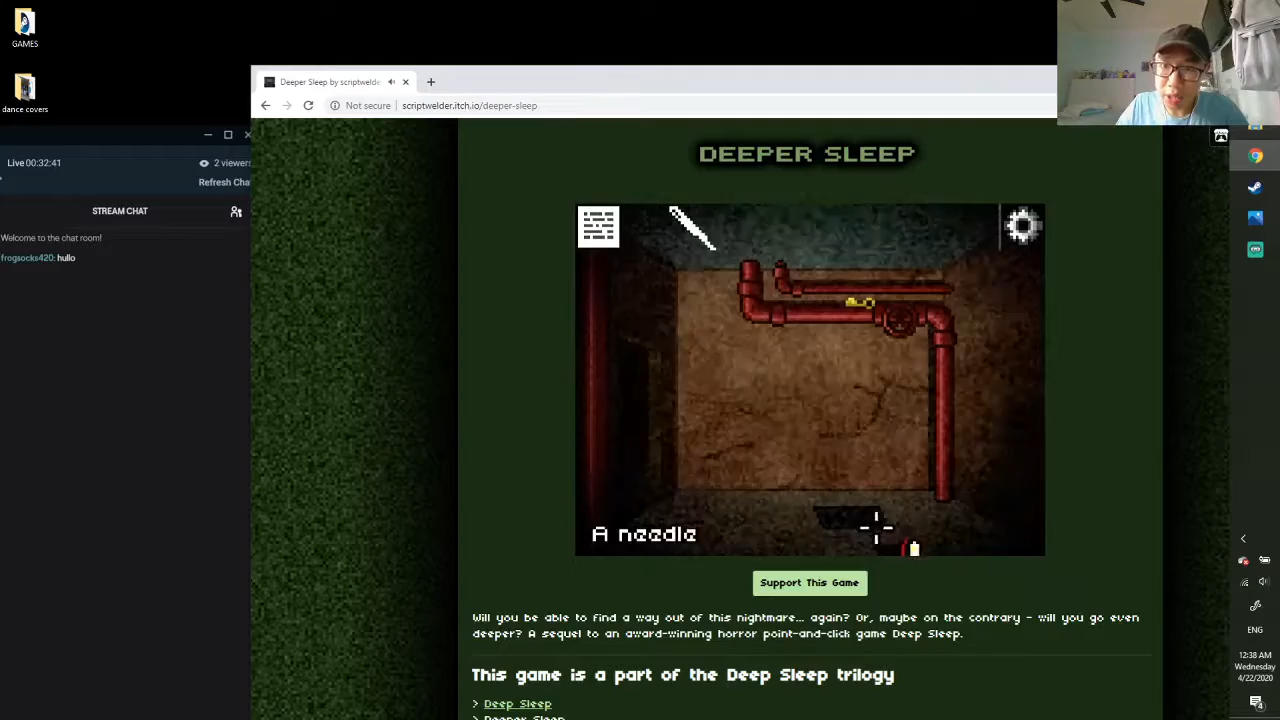 GAMES
dance covers
Deeper Sleep by scriptwelde
Not secure
scriptwelder.itch.io/deeper-sleep
Live 00:32:41
2 viewers
Refresh Cha
STREAM CHAT
Welcome to the chat room!
frogsocks420: hullo
DEEPER SLEEP
A needle
Support This Game
Will you be able to find a way out of this nightmare... again? Or, maybe on the contrary - will you go even
deeper? A sequel to an award-winning horror point-and-click game Deep Sleep.
This game is a part of the Deep Sleep trilogy
> Deep Sleep
> Deeper Sleep
ENG
12:38 AM
Wednesday
4/22/2020
4